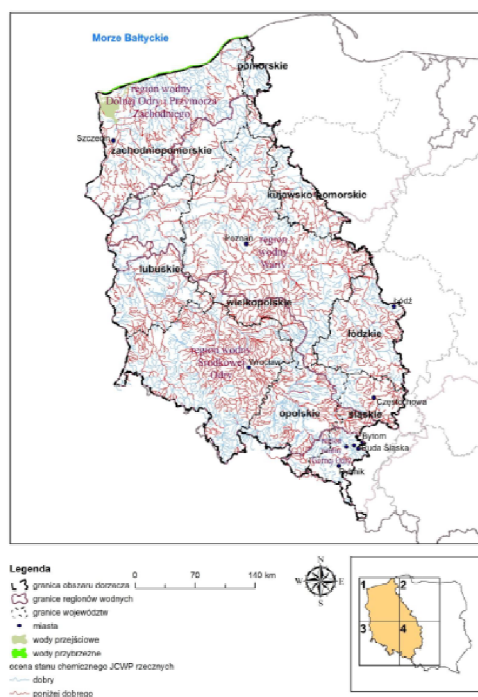 Morze Bałtyckie
pomorskie
region wodny
Dolnej Odry i Przymorza
Zachodniego
Szczecin
zachodniopomorskie
kujawsko-pomorskie
Poznań
region
wodny
Warty
lubuskie
wielkopolskie
Łódź
łódzkie
region wodny
Środkowej
Odry
Wrocław
Częstochowa
opolskie
śląskie
Bytom
Ruda Śląska
Rybnik
Legenda
granica obszaru dorzecza
granice regionów wodnych
granice województw
miasta
wody przejściowe
wody przybrzeżne
ocena stanu chemicznego JCWP rzecznych
dobry
poniżej dobrego
0 70 140 km
N
W E
S
1 2
3 4